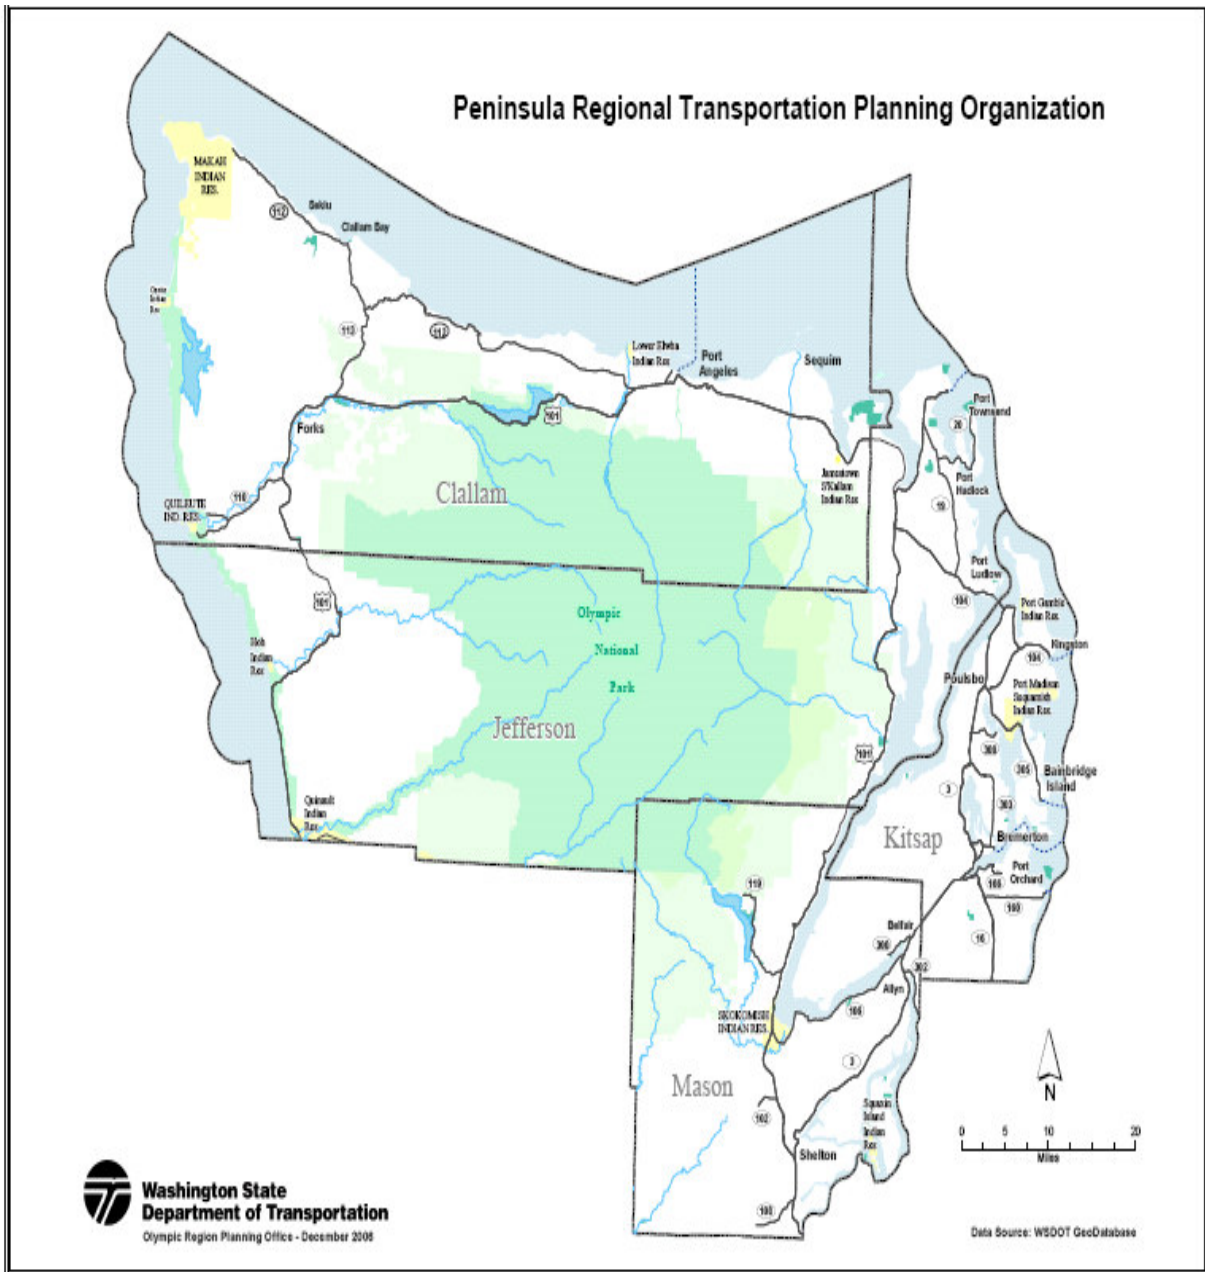 Peninsula Regional Transportation Planning Organization
MAKAH
INDIAN
RES.
112
Sekiu
Clallam Bay
Ozette
Indian
Res
113
112
Lower Elwha
Indian Res
Port
Angeles
Sequim
101
Forks
Port
Townsend
20
Jamestown
S'Klallam
Indian Res
Port
Hadlock
19
Clallam
110
QUILEUTE
IND. RES.
Port
Ludlow
104
101
Port Gamble
Indian Res
Olympic
National
Park
Hoh
Indian
Res
Kingston
104
Poulsbo
Port Madison
Suquamish
Indian Res
Jefferson
101
308
305
Bainbridge
Island
3
303
Quinault
Indian
Res
Kitsap
Bremerton
Port
Orchard
166
160
119
Belfair
300
16
302
Allyn
106
SKOKOMISH
INDIAN RES.
3
Mason
102
Squaxin
Island
Indian
Res
Shelton
108
N
0 5 10 20
Miles
Washington State
Department of Transportation
Olympic Region Planning Office - December 2006
Data Source: WSDOT GeoDatabase